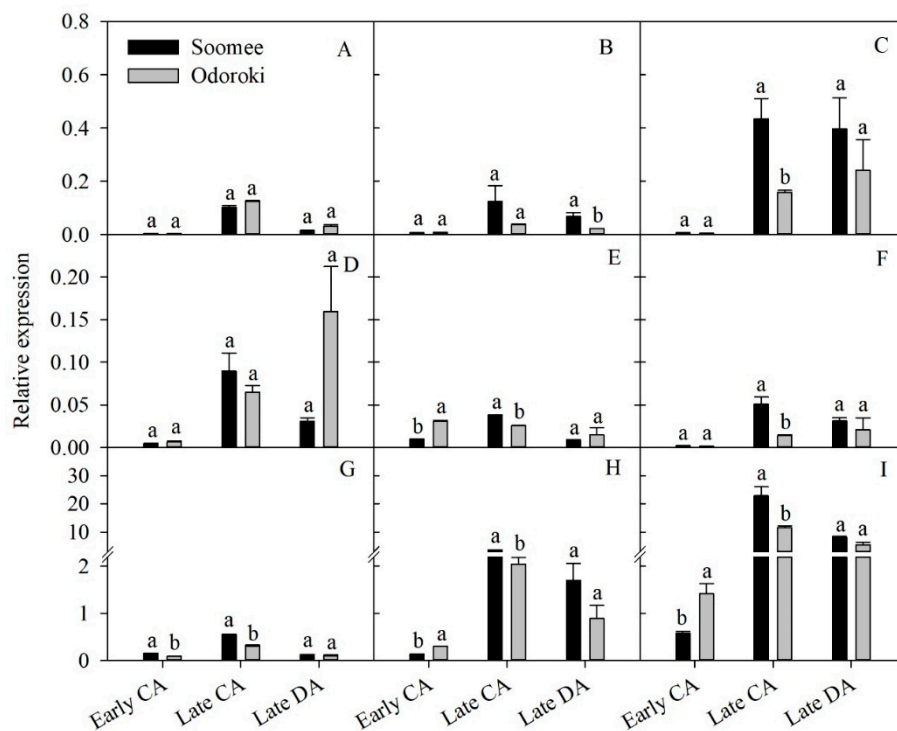 0.8
A
B
C
Soomee
Odoroki
0.6
0.4
0.2
0.0
a a
a a
a a
a a
a
a
a
b
a a
a
b
a
a
D
E
F
0.20
0.15
0.10
0.05
0.00
a a
a
a
a
a
b
a
a
b
a
a
a a
a
b
a
a
G
H
I
30
20
10
2
1
0
a b
a
b
a a
b
a
a
b
a
a
b
a
a
b
a a
Relative expression
Early CA
Late CA
Late DA
Early CA
Late CA
Late DA
Early CA
Late CA
Late DA